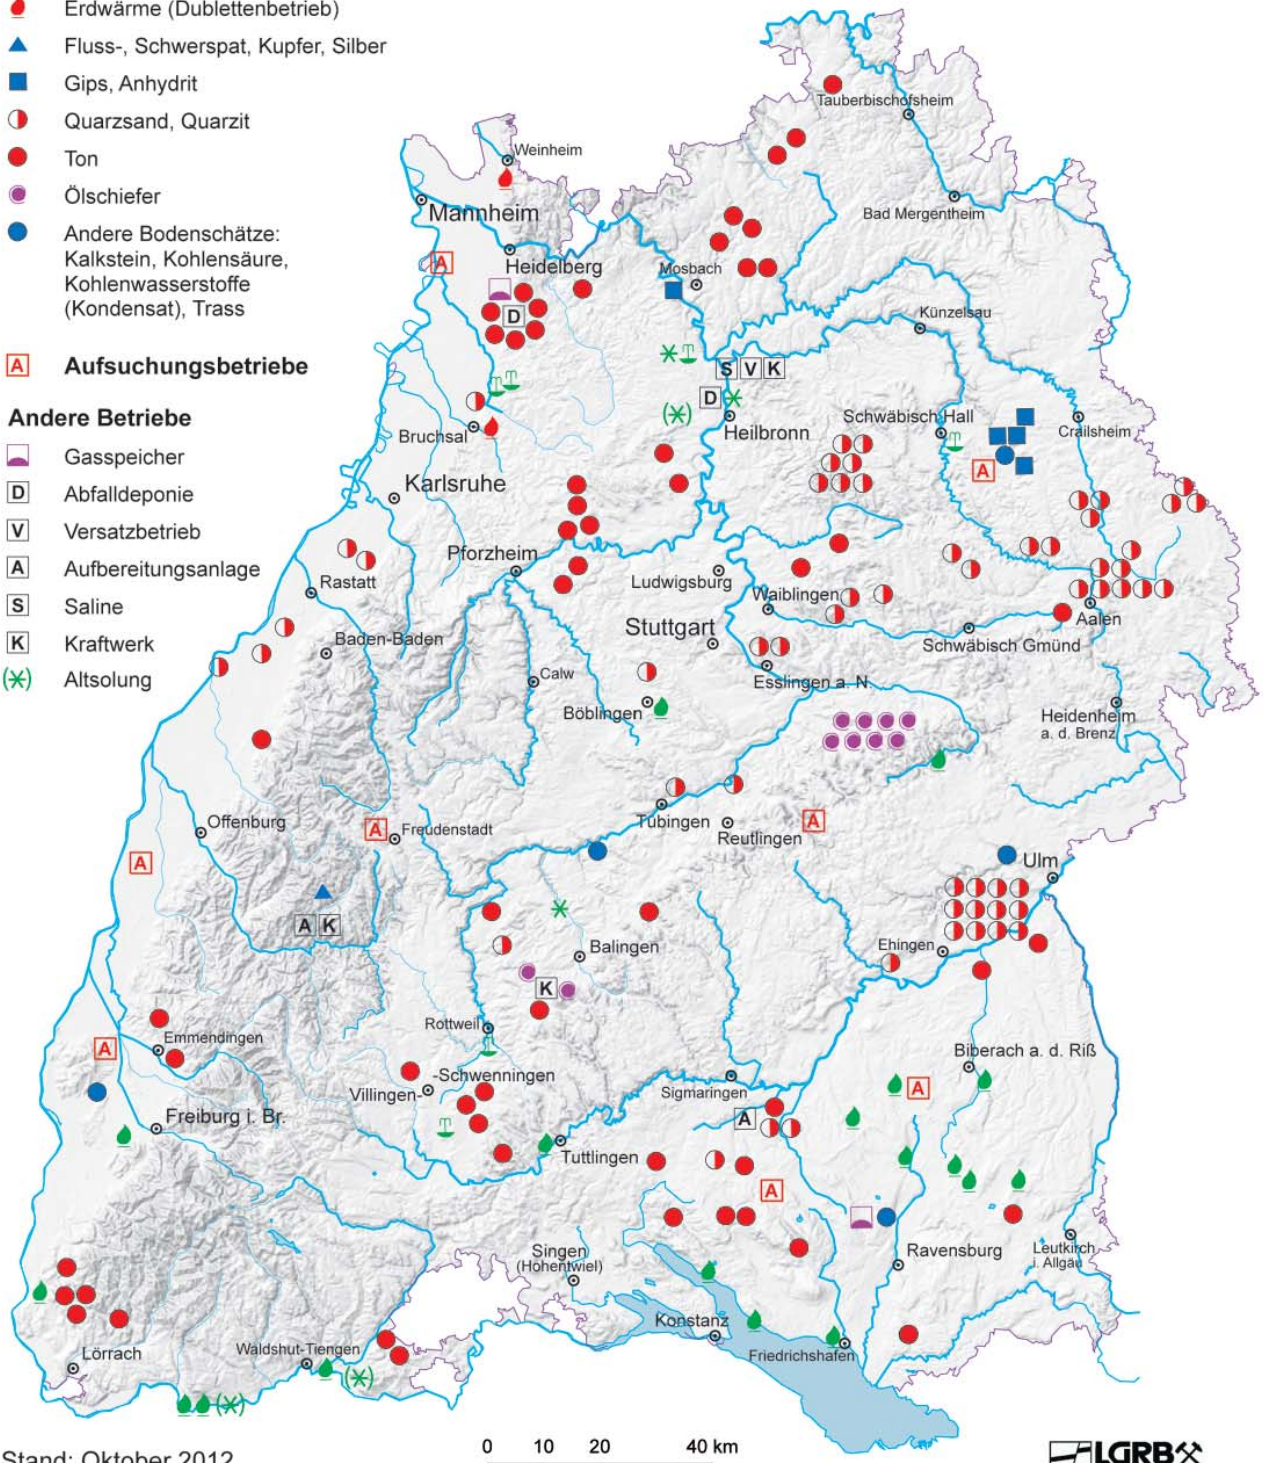 Erdwärme (Dublettenbetrieb)
Fluss-, Schwerspat, Kupfer, Silber
Gips, Anhydrit
Quarzsand, Quarzit
Ton
Ölschiefer
Andere Bodenschätze:
Kalkstein, Kohlensäure,
Kohlenwasserstoffe
(Kondensat), Trass
A Aufsuchungsbetriebe
Andere Betriebe
Gasspeicher
D Abfalldeponie
V Versatzbetrieb
A Aufbereitungsanlage
S Saline
K Kraftwerk
Altsolung
Tauberbischofsheim
Weinheim
Mannheim
Bad Mergentheim
A
Heidelberg
Mosbach
D
Künzelsau
S V K
D
Schwäbisch Hall
Heilbronn
Crailsheim
Bruchsal
A
Karlsruhe
Pforzheim
Rastatt
Ludwigsburg
Waiblingen
Aalen
Stuttgart
Baden-Baden
Schwäbisch Gmünd
Calw
Esslingen a. N.
Böblingen
Heidenheim
a. d. Brenz
Offenburg
A
Freudenstadt
Tübingen
A
Reutlingen
A
Ulm
A K
Balingen
Ehingen
K
Rottweil
A
Emmendingen
Biberach a. d. Riß
-Schwenningen
Villingen-
Sigmaringen
A
Freiburg i. Br.
A
Tuttlingen
A
Singen
(Hohentwiel)
Ravensburg
Leutkirch
i. Allgäu
Konstanz
Friedrichshafen
Waldshut-Tiengen
Lörrach
Stand: Oktober 2012
0 10 20 40 km
LGRB